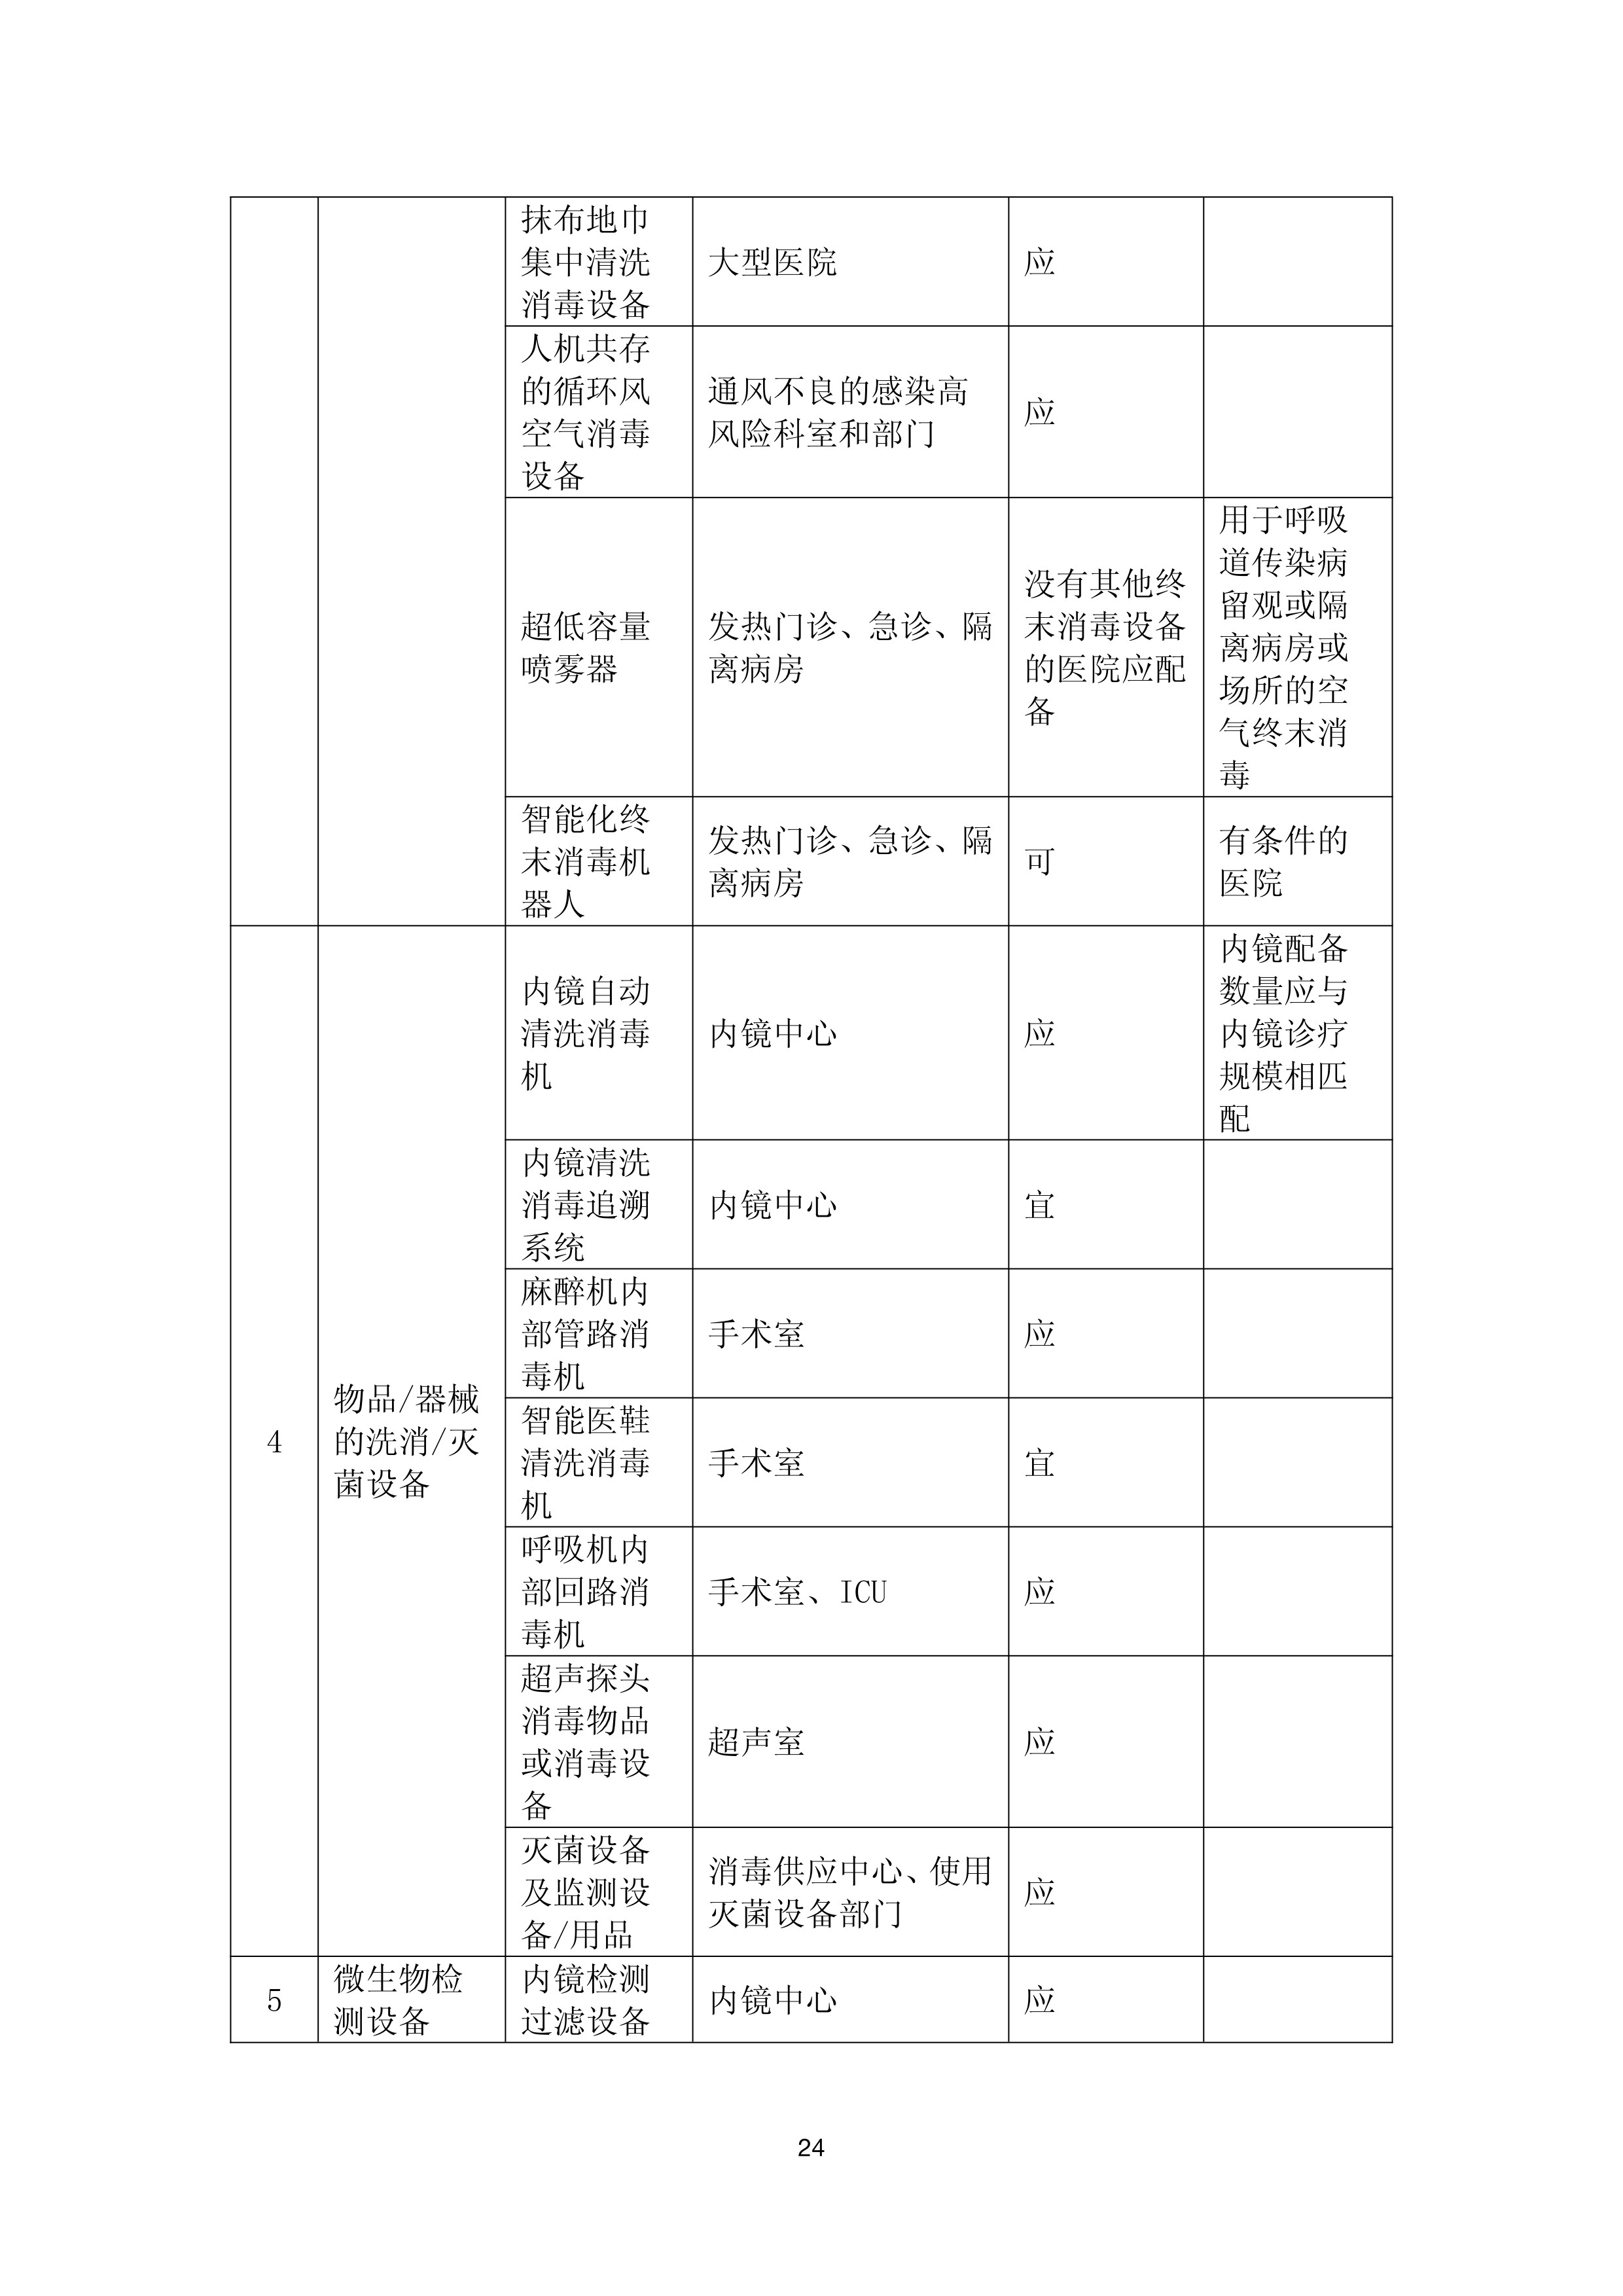 抹布地巾
集中清洗
消毒设备
大型医院
应
人机共存
的循环风
空气消毒
设备
通风不良的感染高
风险科室和部门
应
超低容量
喷雾器
发热门诊、急诊、隔
离病房
没有其他终
末消毒设备
的医院应配
备
用于呼吸
道传染病
留观或隔
离病房或
场所的空
气终末消
毒
智能化终
末消毒机
器人
发热门诊、急诊、隔
离病房
可
有条件的
医院
4
物品/器械
的洗消/灭
菌设备
内镜自动
清洗消毒
机
内镜中心
应
内镜配备
数量应与
内镜诊疗
规模相匹
配
内镜清洗
消毒追溯
系统
内镜中心
宜
麻醉机内
部管路消
毒机
手术室
应
智能医鞋
清洗消毒
机
手术室
宜
呼吸机内
部回路消
毒机
手术室、ICU
应
超声探头
消毒物品
或消毒设
备
超声室
应
灭菌设备
及监测设
备/用品
消毒供应中心、使用
灭菌设备部门
应
5
微生物检
测设备
内镜检测
过滤设备
内镜中心
应
24